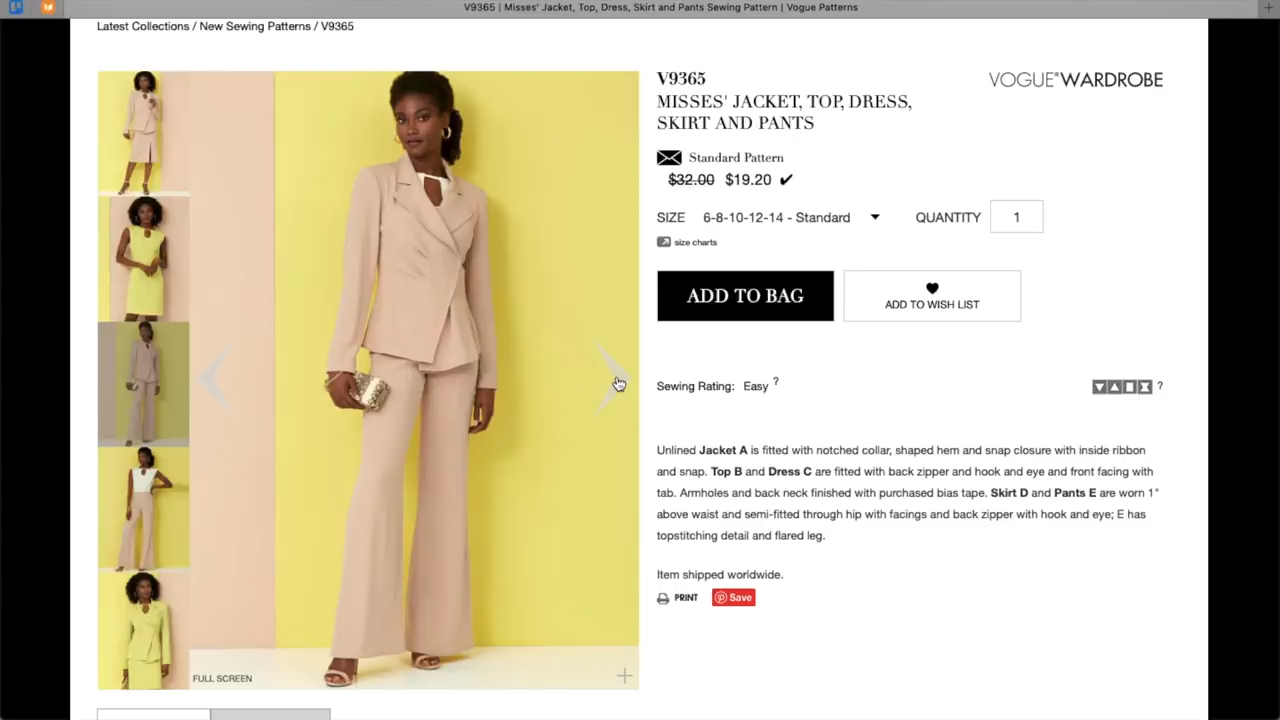 V9365 | Misses' Jacket, Top, Dress, Skirt and Pants Sewing Pattern | Vogue Patterns
Latest Collections / New Sewing Patterns / V9365
V9365
VOGUE®WARDROBE
MISSES' JACKET, TOP, DRESS,
SKIRT AND PANTS
Standard Pattern
$32.00 $19.20 ✔
SIZE 6-8-10-12-14 - Standard QUANTITY 1
size charts
ADD TO BAG
ADD TO WISH LIST
Sewing Rating: Easy ?
?
Unlined Jacket A is fitted with notched collar, shaped hem and snap closure with inside ribbon
and snap. Top B and Dress C are fitted with back zipper and hook and eye and front facing with
tab. Armholes and back neck finished with purchased bias tape. Skirt D and Pants E are worn 1"
above waist and semi-fitted through hip with facings and back zipper with hook and eye; E has
topstitching detail and flared leg.
Item shipped worldwide.
PRINT Save
FULL SCREEN